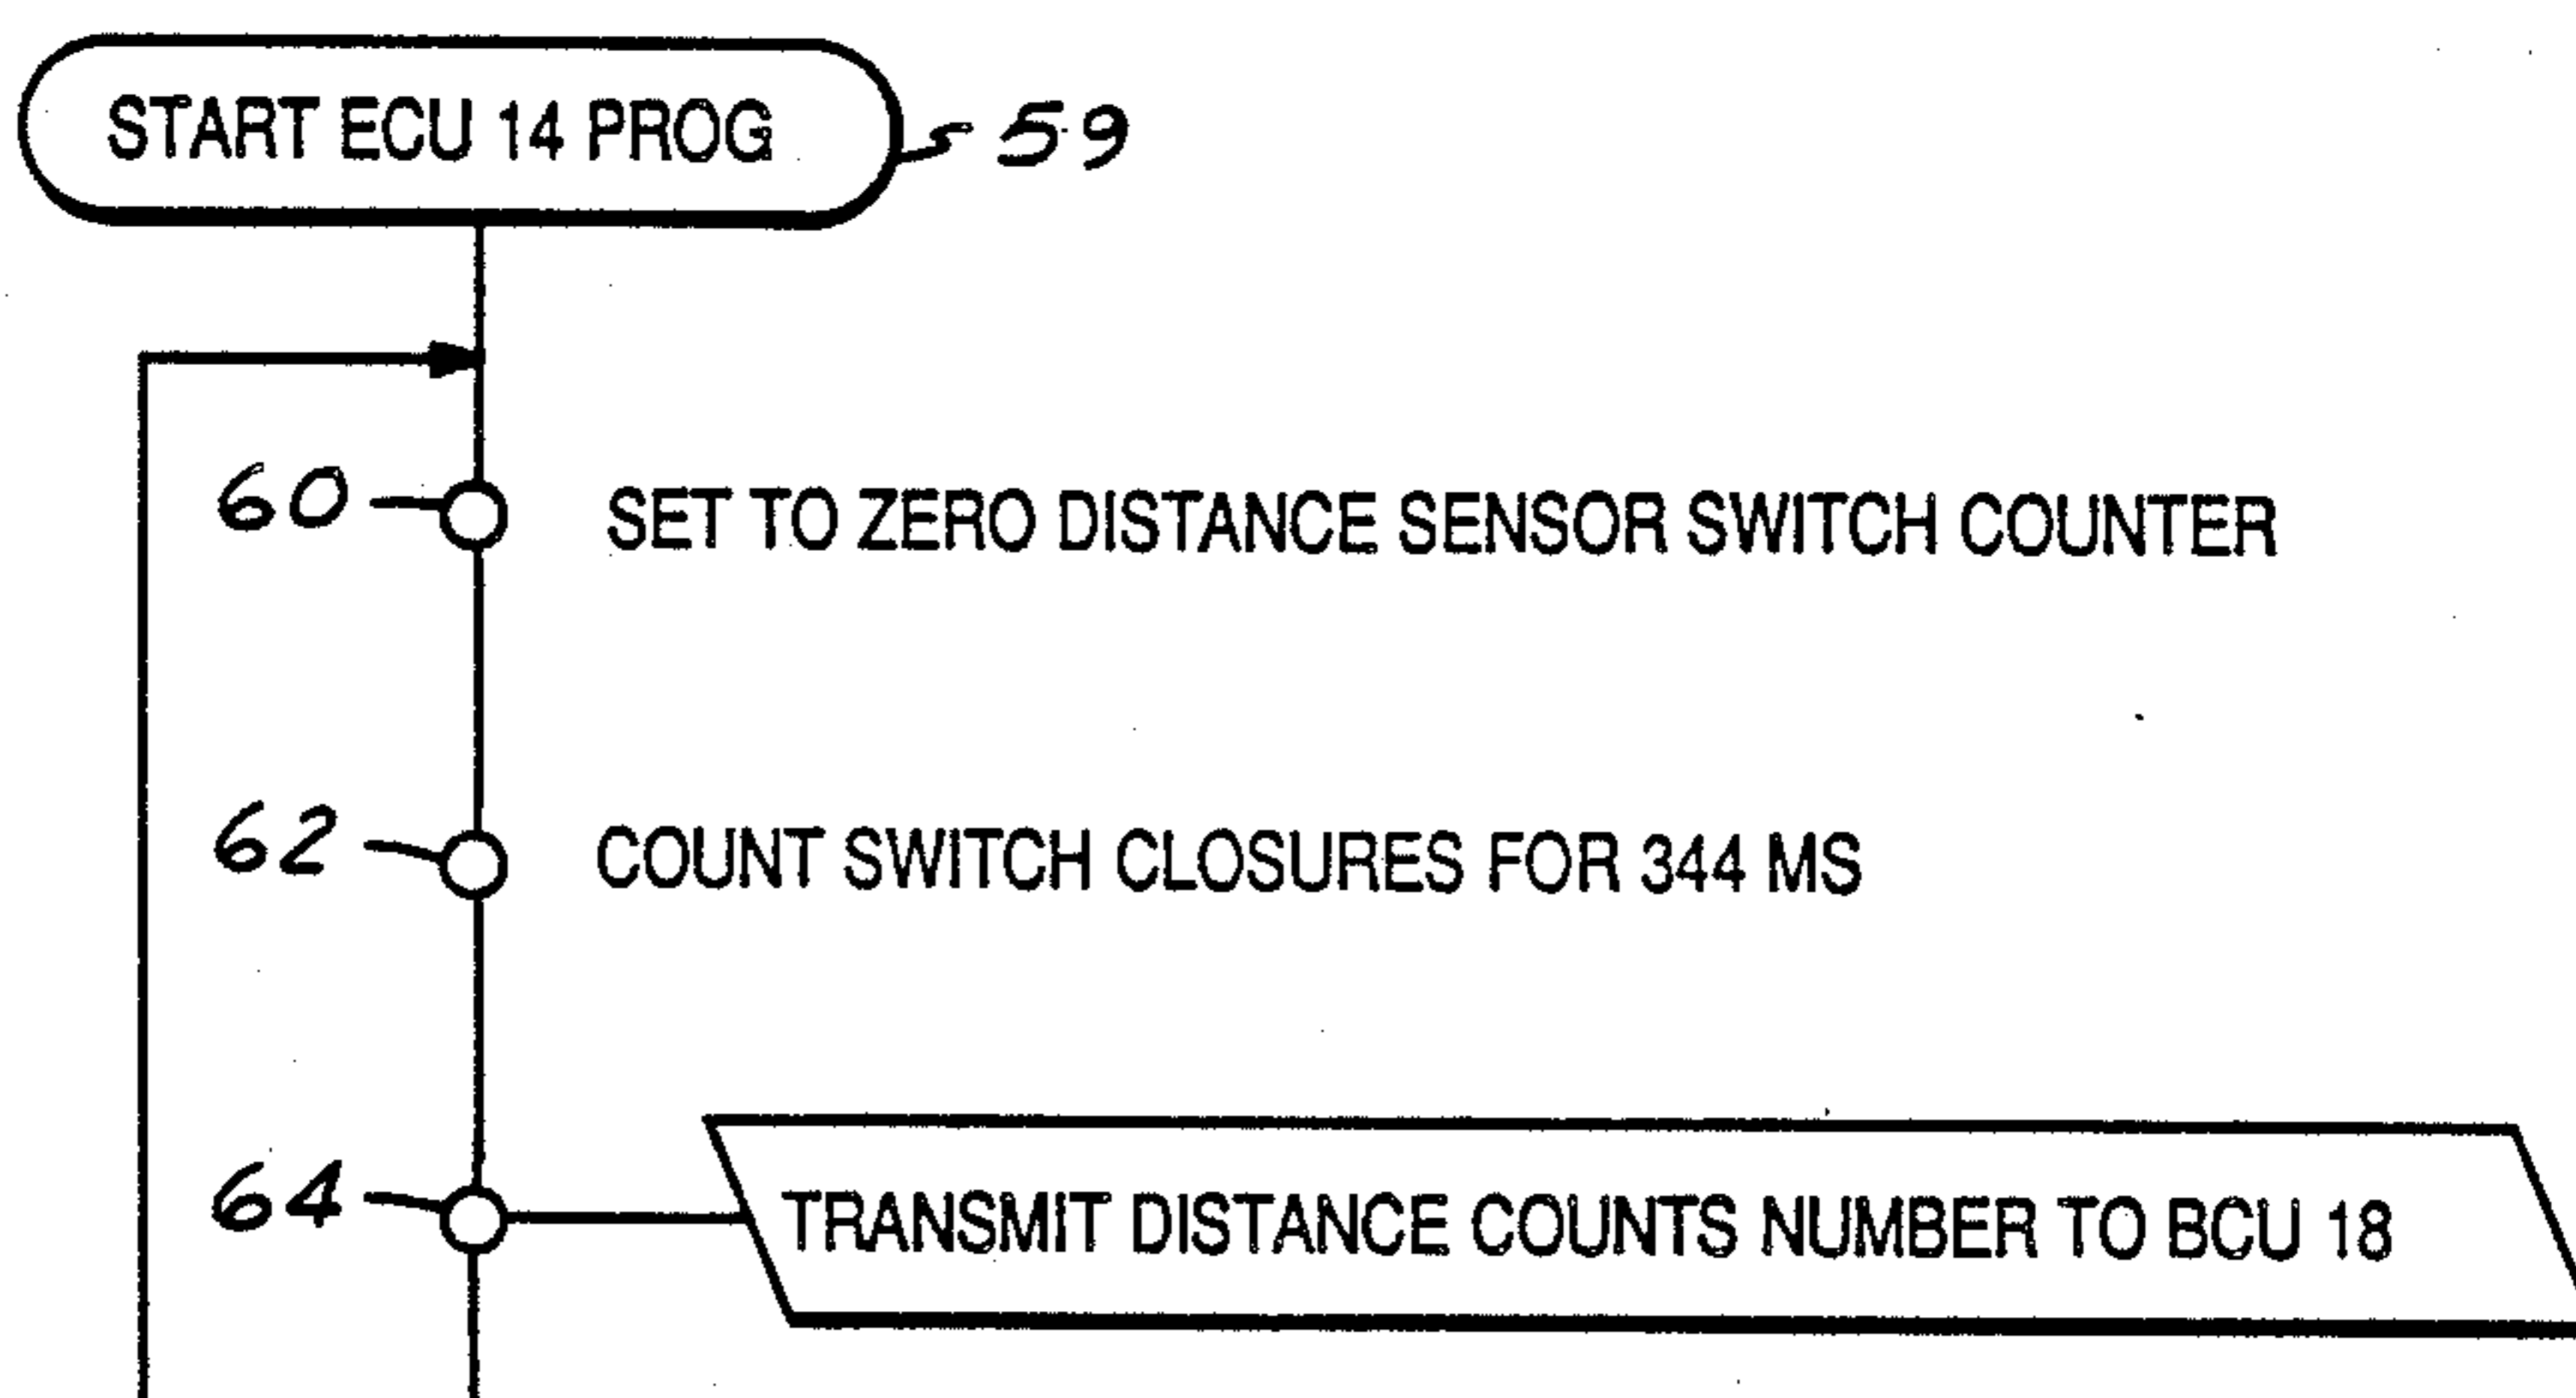 START ECU 14 PROG 59
60 SET TO ZERO DISTANCE SENSOR SWITCH COUNTER
62 COUNT SWITCH CLOSURES FOR 344 MS
64 TRANSMIT DISTANCE COUNTS NUMBER TO BCU 18